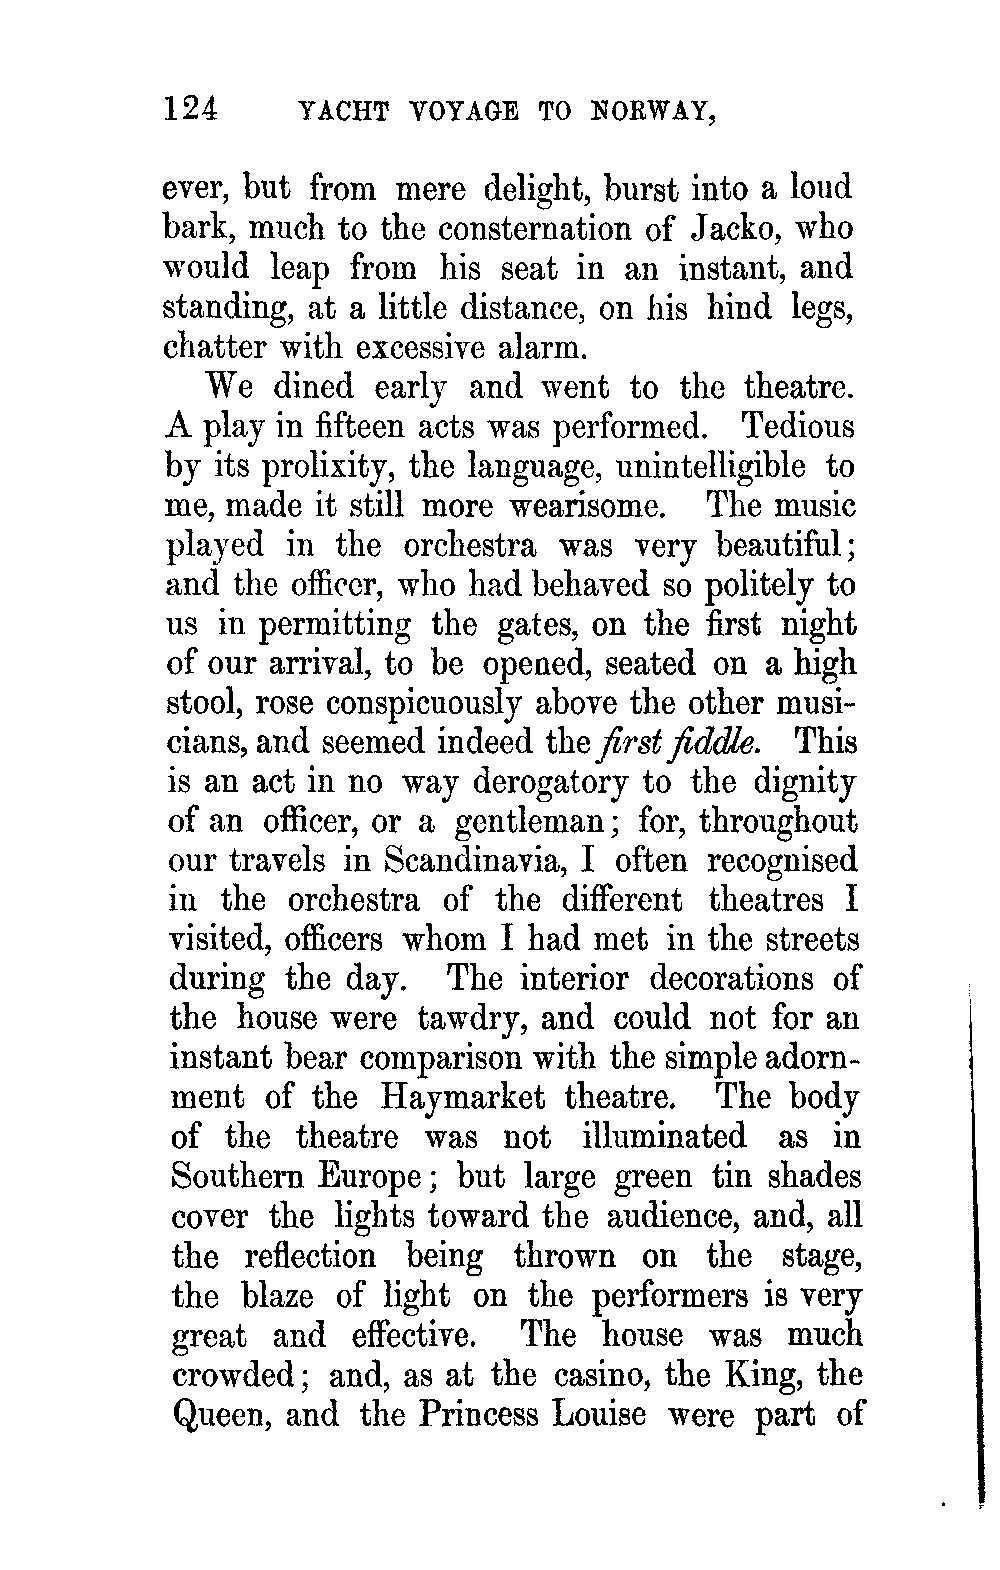 124 YACHT VOYAGE TO NORWAY,
ever, but from mere delight, burst into a loud
bark, much to the consternation of Jacko, who
would leap from his seat in an instant, and
standing, at a little distance, on his hind legs,
chatter with excessive alarm.
We dined early and went to the theatre.
A play in fifteen acts was performed. Tedious
by its prolixity, the language, unintelligible to
me, made it still more wearisome. The music
played in the orchestra was very beautiful;
and the officer, who had behaved so politely to
us in permitting the gates, on the first night
of our arrival, to be opened, seated on a high
stool, rose conspicuously above the other musi-
cians, and seemed indeed the first fiddle. This
is an act in no way derogatory to the dignity
of an officer, or a gentleman; for, throughout
our travels in Scandinavia, I often recognised
in the orchestra of the different theatres I
visited, officers whom I had met in the streets
during the day. The interior decorations of
the house were tawdry, and could not for an
instant bear comparison with the simple adorn-
ment of the Haymarket theatre. The body
of the theatre was not illuminated as in
Southern Europe; but large green tin shades
cover the lights toward the audience, and, all
the reflection being thrown on the stage,
the blaze of light on the performers is very
great and effective. The house was much
crowded; and, as at the casino, the King, the
Queen, and the Princess Louise were part of